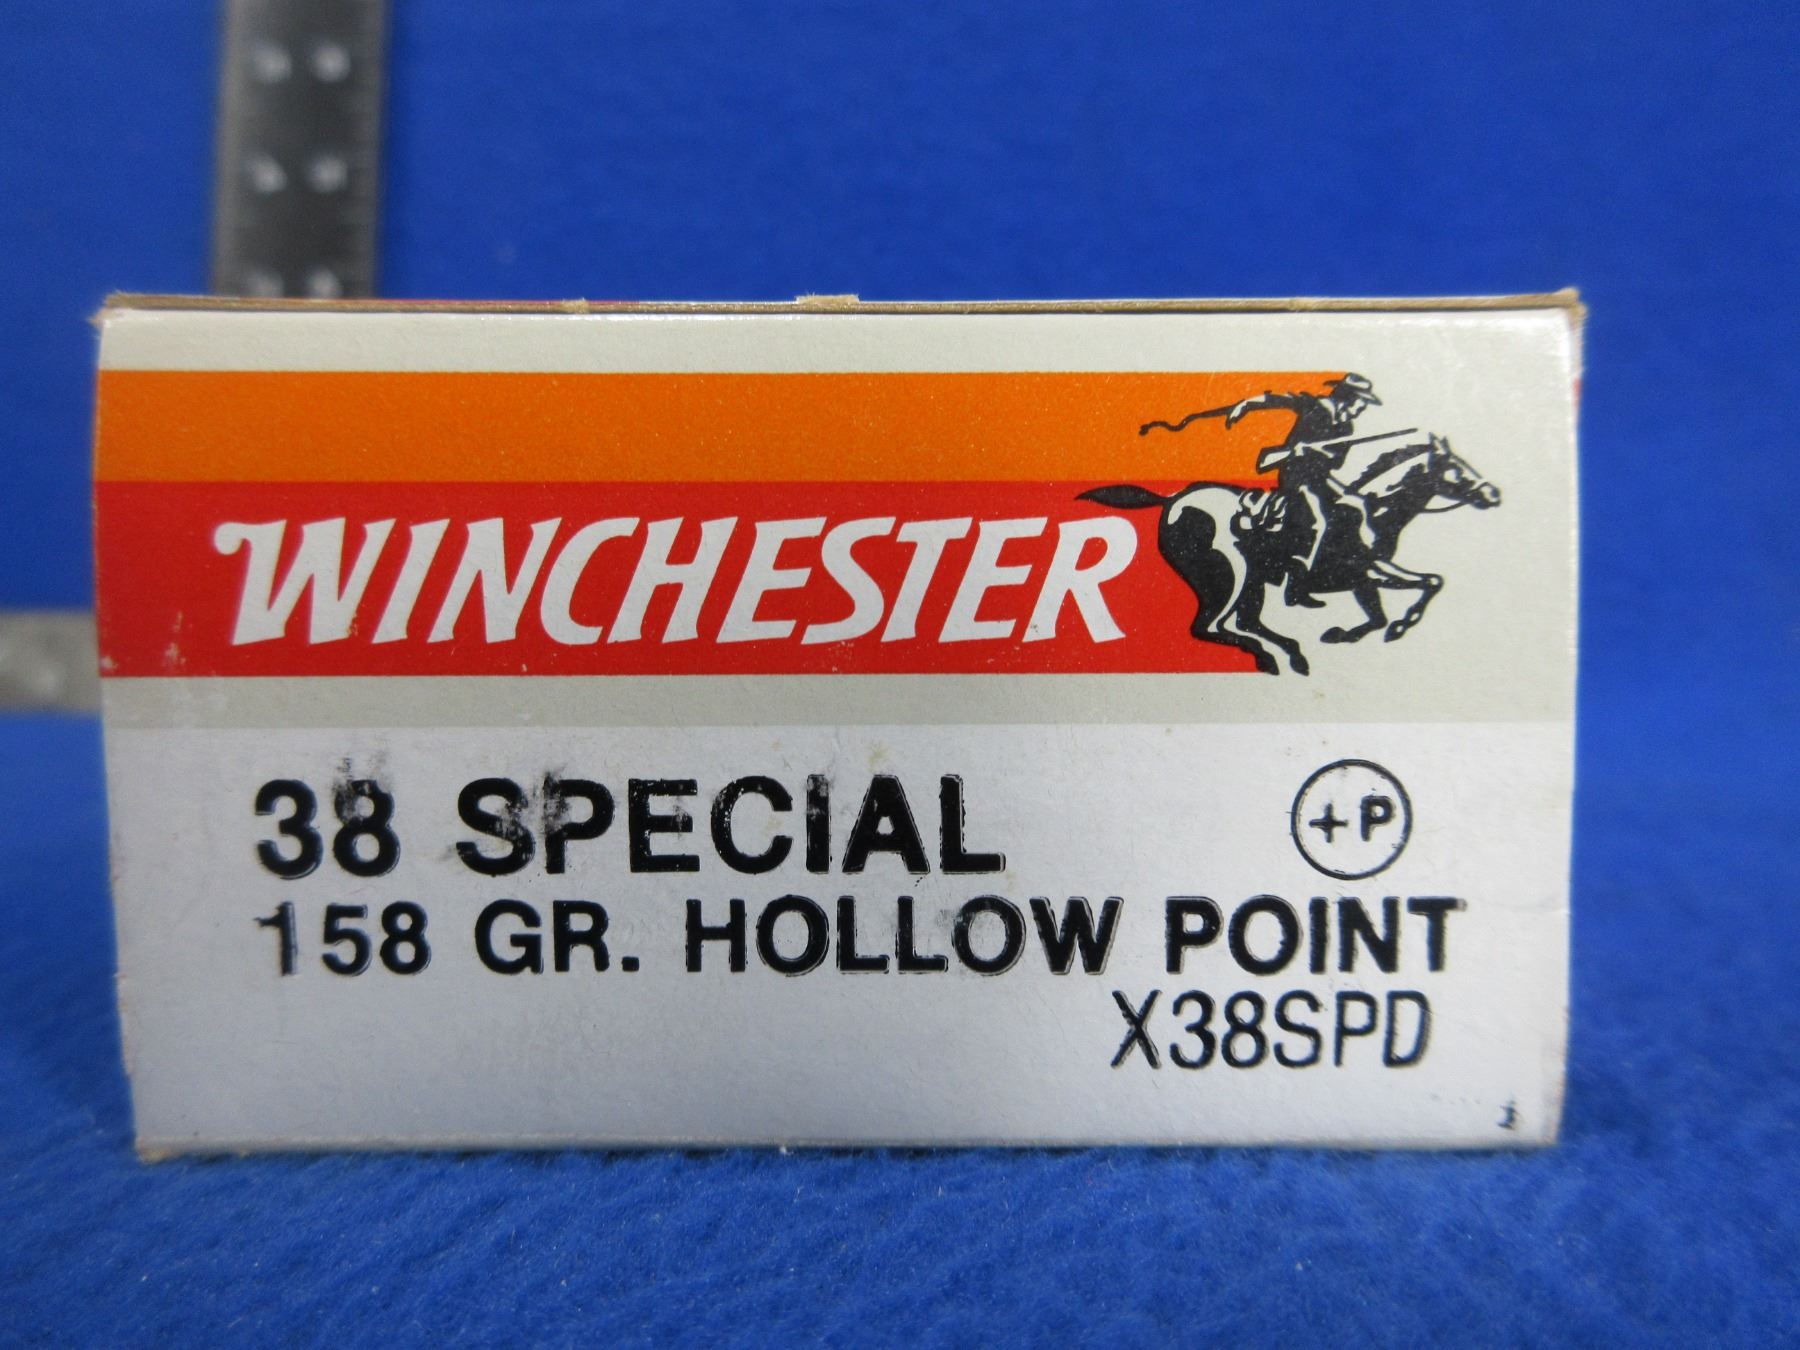 WINCHESTER
38 SPECIAL +P
158 GR. HOLLOW POINT
X38SPD